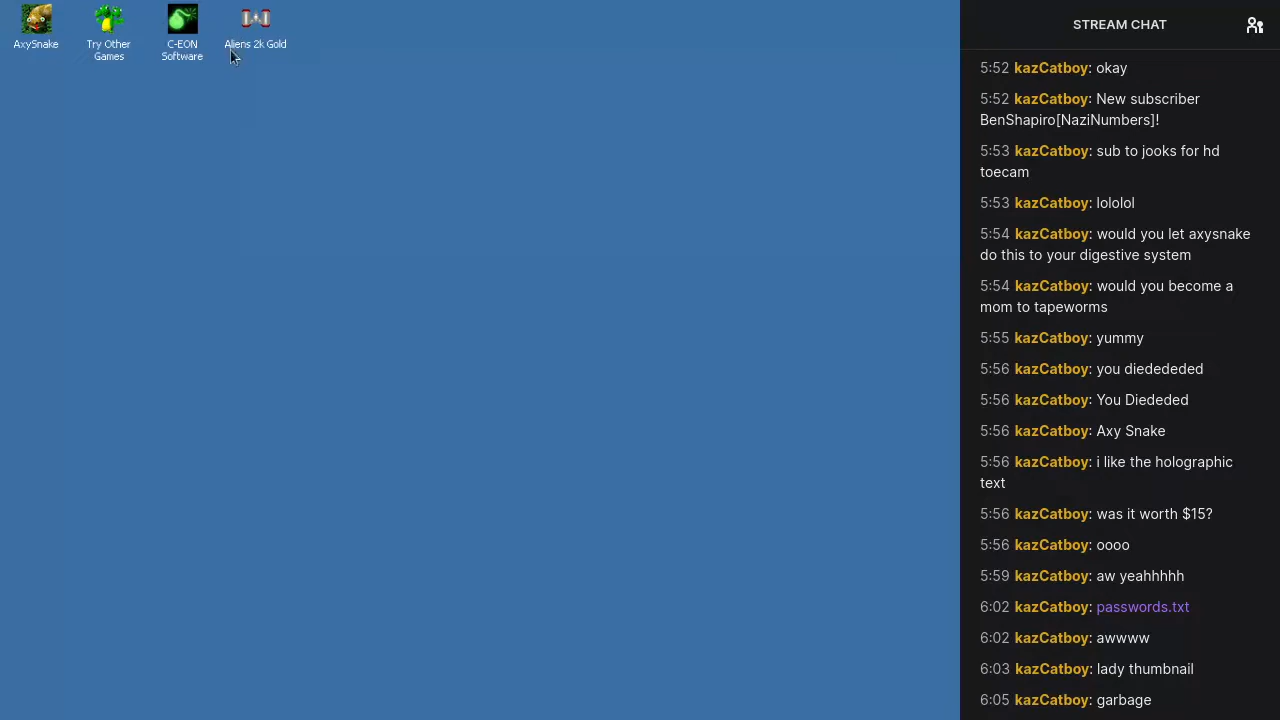 AxySnake
Try Other
Games
C-EON
Software
Aliens 2k Gold
STREAM CHAT
5:52 kazCatboy: okay
5:52 kazCatboy: New subscriber
BenShapiro[NaziNumbers]!
5:53 kazCatboy: sub to jooks for hd
toecam
5:53 kazCatboy: lololol
5:54 kazCatboy: would you let axysnake
do this to your digestive system
5:54 kazCatboy: would you become a
mom to tapeworms
5:55 kazCatboy: yummy
5:56 kazCatboy: you diedededed
5:56 kazCatboy: You Diededed
5:56 kazCatboy: Axy Snake
5:56 kazCatboy: i like the holographic
text
5:56 kazCatboy: was it worth $15?
5:56 kazCatboy: oooo
5:59 kazCatboy: aw yeahhhhh
6:02 kazCatboy: passwords.txt
6:02 kazCatboy: awwww
6:03 kazCatboy: lady thumbnail
6:05 kazCatboy: garbage